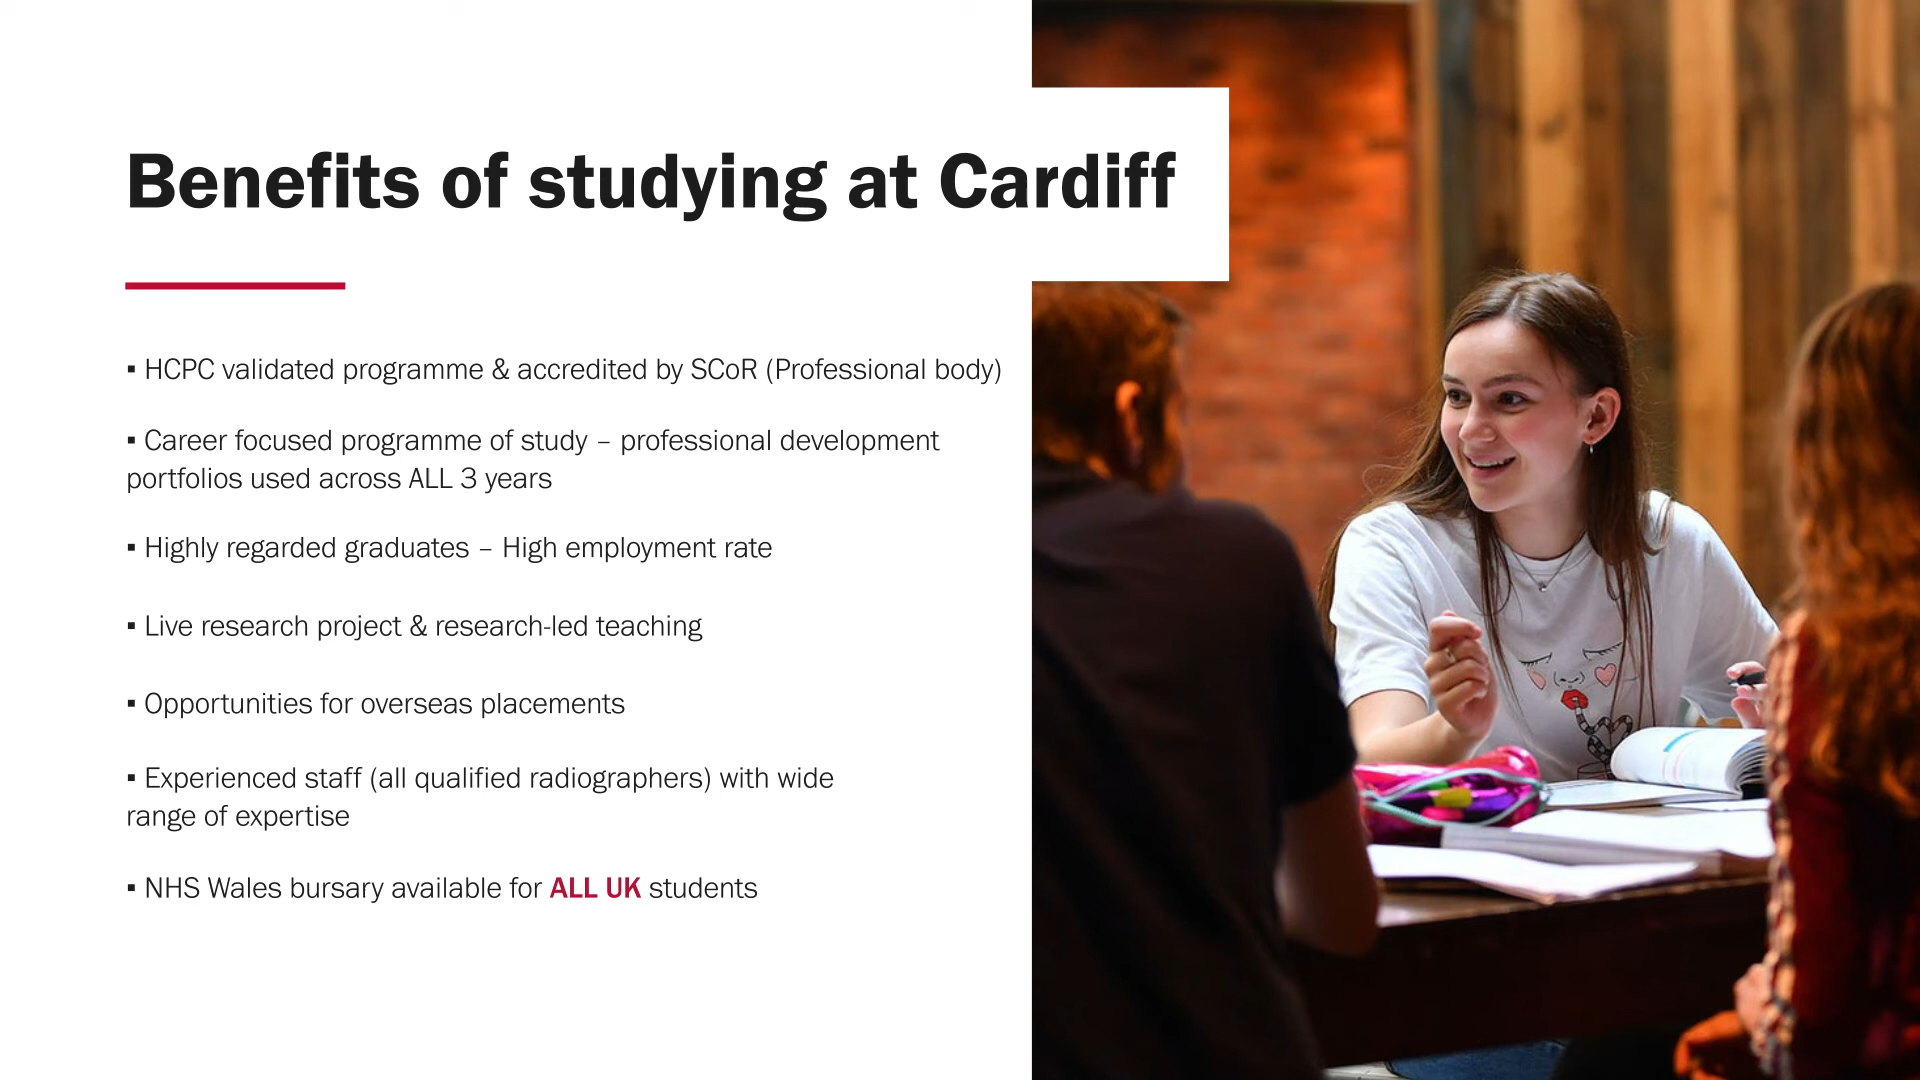 Benefits of studying at Cardiff
▪ HCPC validated programme & accredited by SCoR (Professional body)
▪ Career focused programme of study – professional development
portfolios used across ALL 3 years
▪ Highly regarded graduates – High employment rate
▪ Live research project & research-led teaching
▪ Opportunities for overseas placements
▪ Experienced staff (all qualified radiographers) with wide
range of expertise
▪ NHS Wales bursary available for ALL UK students